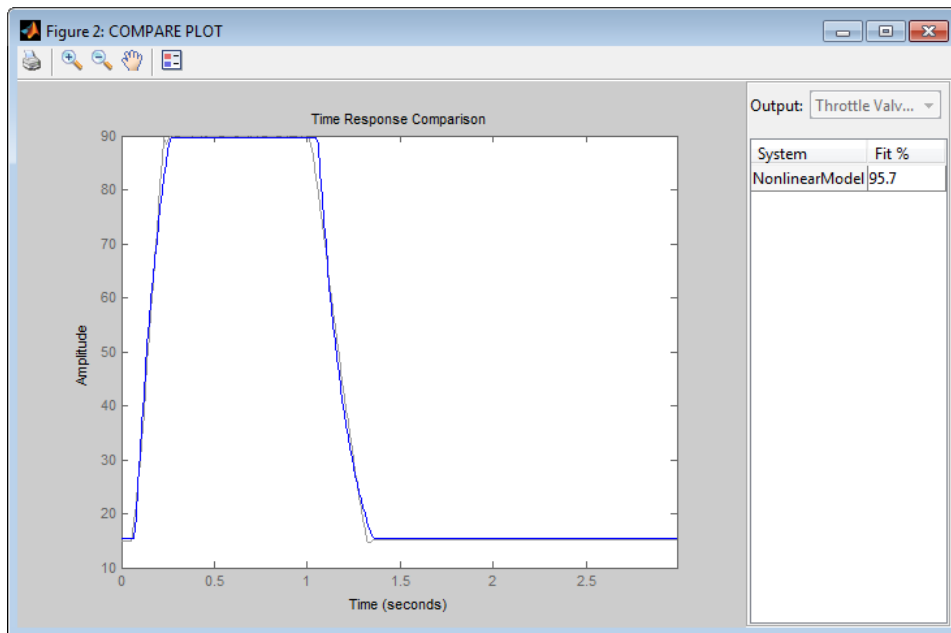 Figure 2: COMPARE PLOT
Time Response Comparison
90
80
70
60
50
40
30
20
10
0
0.5
1
1.5
2
2.5
Amplitude
Time (seconds)
Output: Throttle Valv...
System Fit %
NonlinearModel 95.7